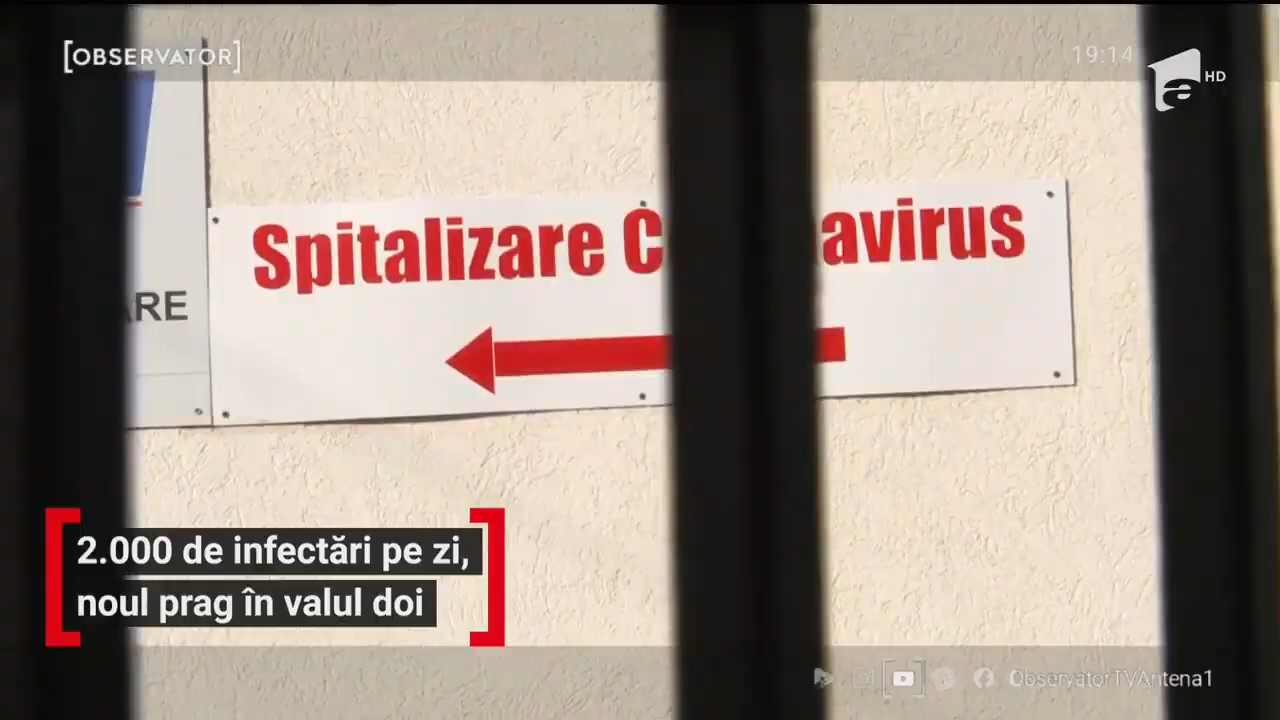 [OBSERVATOR]
19:14
HD
Spitalizare C avirus
ARE
2.000 de infectări pe zi,
noul prag în valul doi
ObservatorTVAntena1